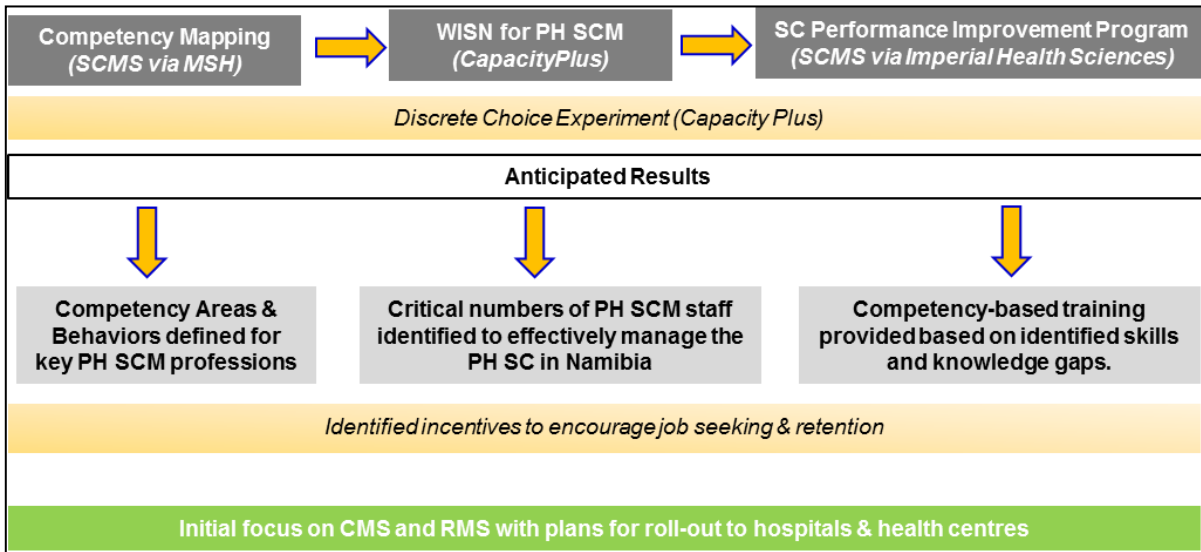 Competency Mapping
(SCMS via MSH)
WISN for PH SCM
(CapacityPlus)
SC Performance Improvement Program
(SCMS via Imperial Health Sciences)
Discrete Choice Experiment (Capacity Plus)
Anticipated Results
Competency Areas &
Behaviors defined for
key PH SCM professions
Critical numbers of PH SCM staff
identified to effectively manage the
PH SC in Namibia
Competency-based training
provided based on identified skills
and knowledge gaps.
Identified incentives to encourage job seeking & retention
Initial focus on CMS and RMS with plans for roll-out to hospitals & health centres